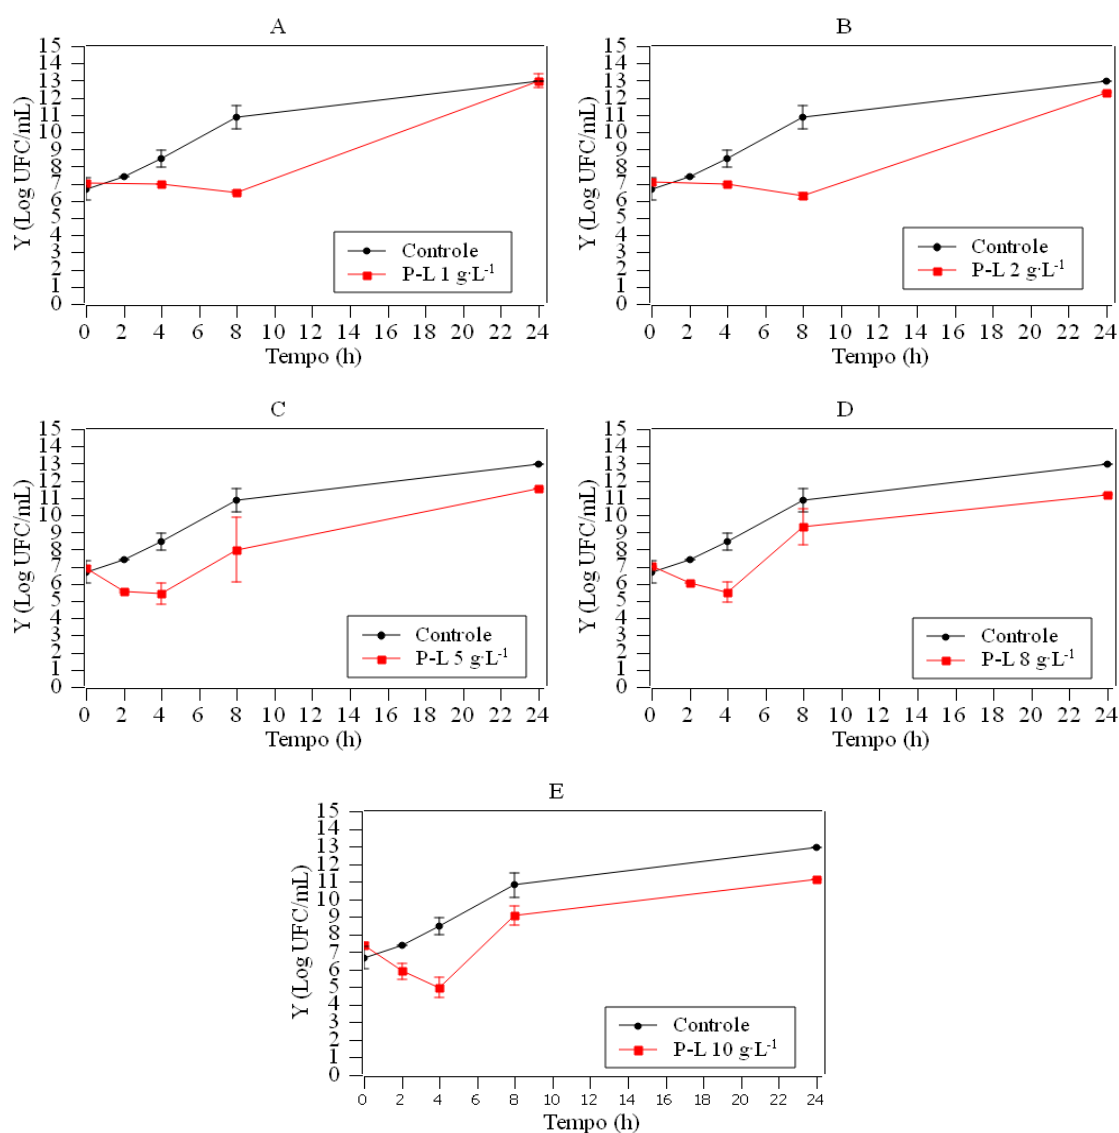 A
Y (Log UFC/mL)
15
14
13
12
11
10
9
8
7
6
5
4
3
2
1
0
Controle
P-L 1 g·L⁻¹
0 2 4 6 8 10 12 14 16 18 20 22 24
Tempo (h)
B
Y (Log UFC/mL)
15
14
13
12
11
10
9
8
7
6
5
4
3
2
1
0
Controle
P-L 2 g·L⁻¹
0 2 4 6 8 10 12 14 16 18 20 22 24
Tempo (h)
C
Y (Log UFC/mL)
15
14
13
12
11
10
9
8
7
6
5
4
3
2
1
0
Controle
P-L 5 g·L⁻¹
0 2 4 6 8 10 12 14 16 18 20 22 24
Tempo (h)
D
Y (Log UFC/mL)
15
14
13
12
11
10
9
8
7
6
5
4
3
2
1
0
Controle
P-L 8 g·L⁻¹
0 2 4 6 8 10 12 14 16 18 20 22 24
Tempo (h)
E
Y (Log UFC/mL)
15
14
13
12
11
10
9
8
7
6
5
4
3
2
1
0
Controle
P-L 10 g·L⁻¹
0 2 4 6 8 10 12 14 16 18 20 22 24
Tempo (h)